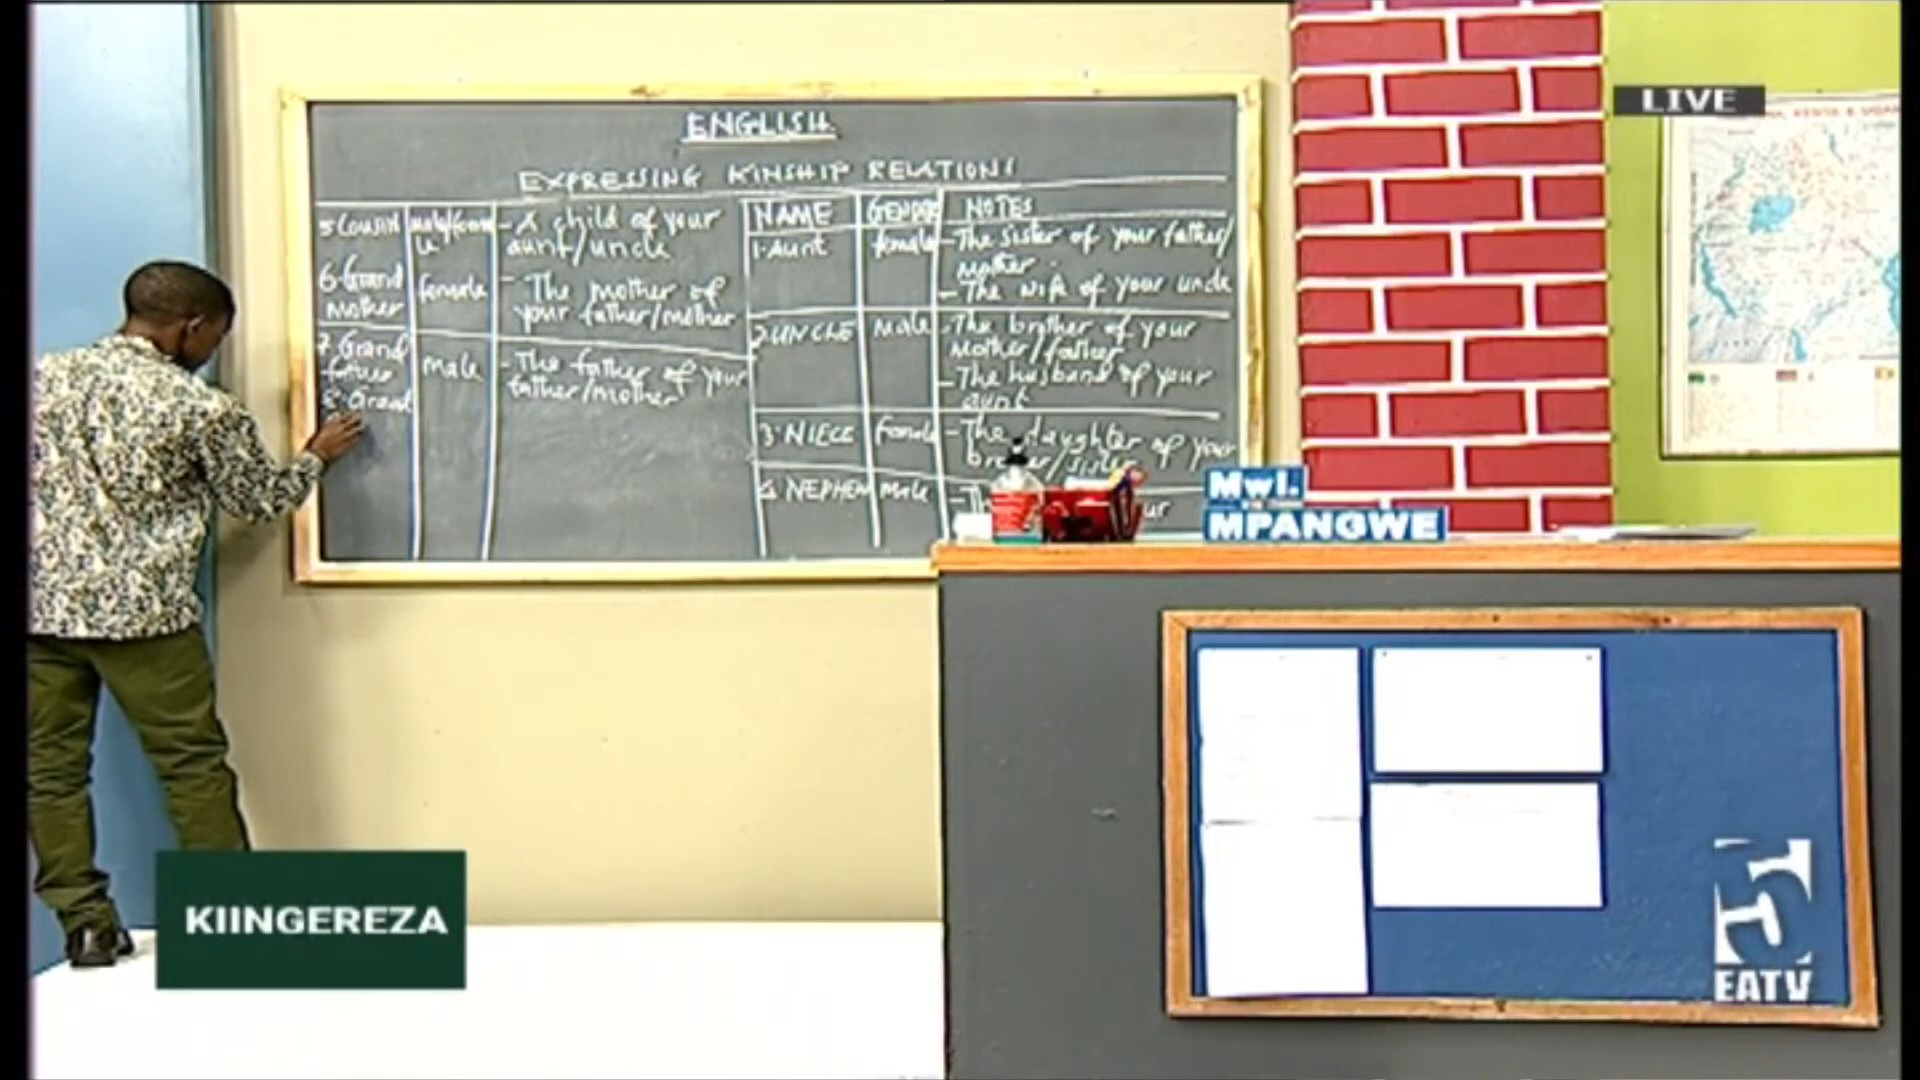 ENGLISH
EXPRESSING KINSHIP RELATIONS
5 COUSIN
- A child of your
aunt/uncle
6. Grand
Mother
female
- The mother of
your father/mother
7. Grand
father
male
- The father of your
father/mother
8. Grand
NAME
GENDER
NOTES
1. Aunt
female
- The sister of your father/
mother
- The wife of your uncle
2. UNCLE
Male
- The brother of your
Mother/father
- The husband of your
aunt
3. NIECE
female
- The daughter of your
brother/sister
4 NEPHEW
Male
LIVE
KENYA & UGAN
Mwl.
MPANGWE
KIINGEREZA
5
EATV